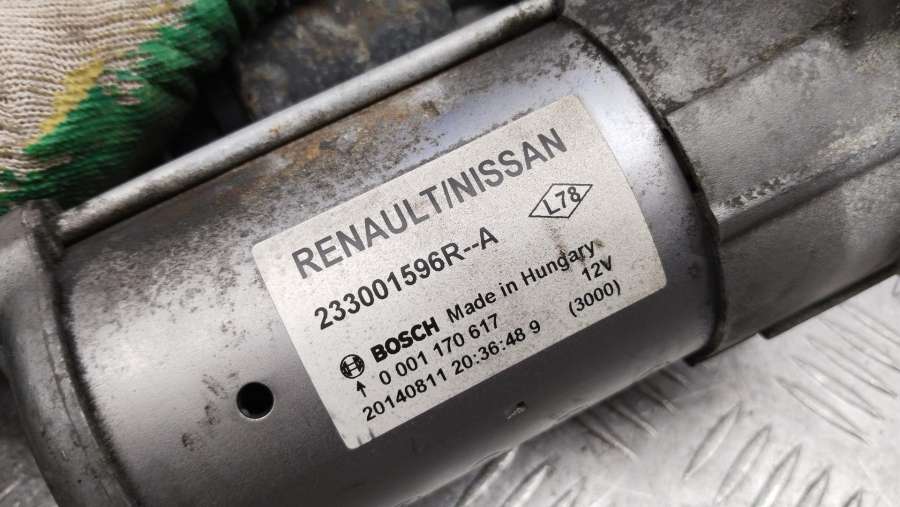 RENAULT/NISSAN
L78
233001596R--A
BOSCH Made in Hungary
0 001 170 617 12V
20140811 20:36:48 9 (3000)